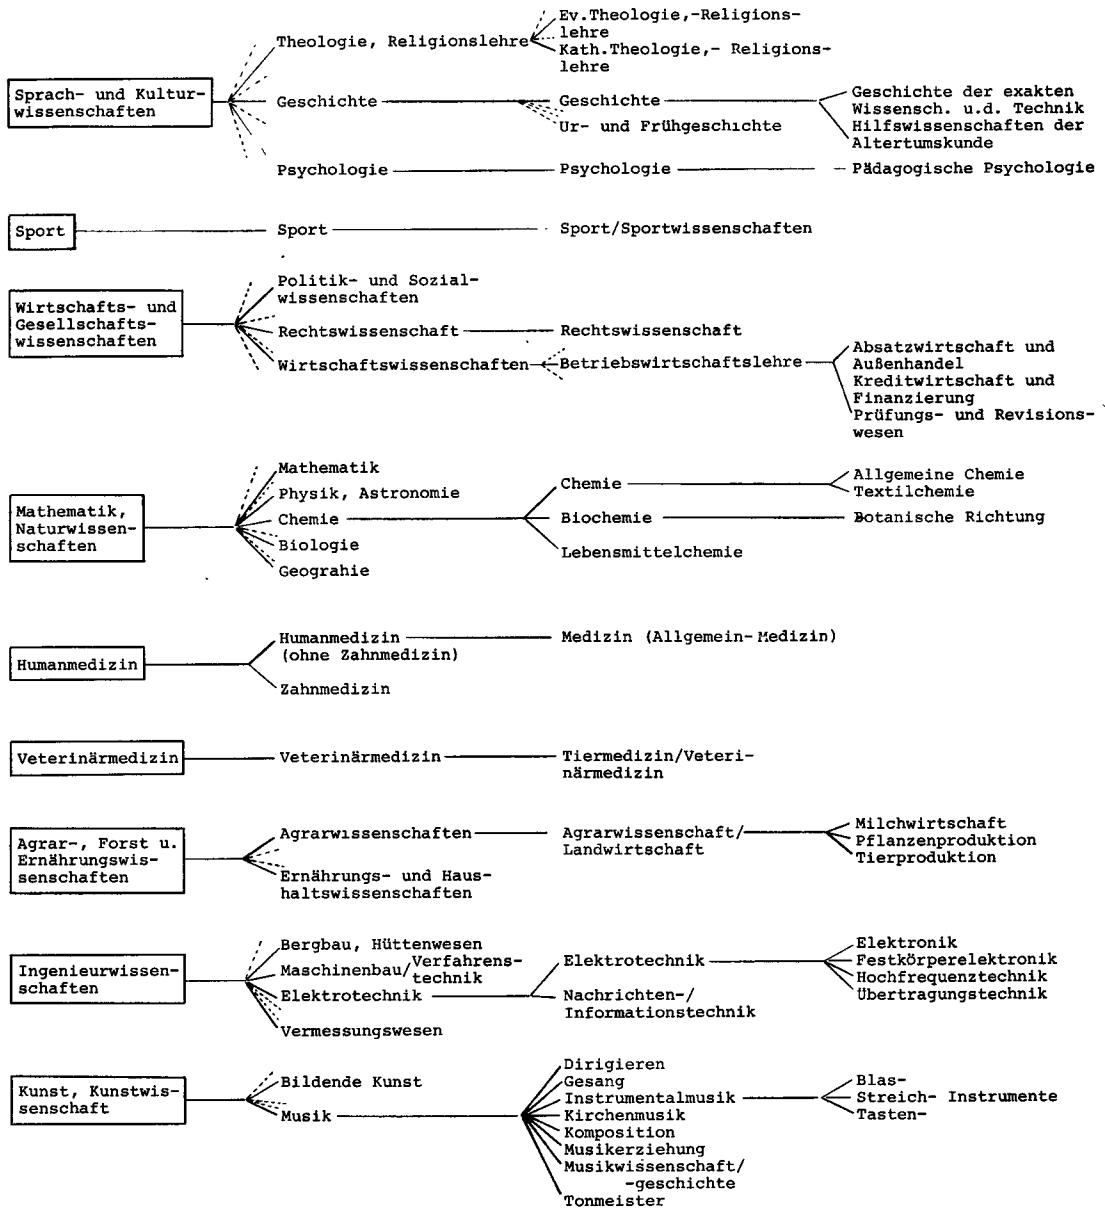 Ev.Theologie,-Religions-
lehre
Theologie, Religionslehre
Kath.Theologie,- Religions-
lehre
Sprach- und Kultur-
wissenschaften
Geschichte
Geschichte
Geschichte der exakten
Wissensch. u.d. Technik
Hilfswissenschaften der
Altertumskunde
Ur- und Frühgeschichte
Psychologie
Psychologie
Pädagogische Psychologie
Sport
Sport
Sport/Sportwissenschaften
Wirtschafts- und
Gesellschafts-
wissenschaften
Politik- und Sozial-
wissenschaften
Rechtswissenschaft
Rechtswissenschaft
Wirtschaftswissenschaften
Betriebswirtschaftslehre
Absatzwirtschaft und
Außenhandel
Kreditwirtschaft und
Finanzierung
Prüfungs- und Revisions-
wesen
Mathematik,
Naturwissen-
schaften
Mathematik
Physik, Astronomie
Chemie
Biologie
Geograhie
Chemie
Allgemeine Chemie
Textilchemie
Biochemie
Botanische Richtung
Lebensmittelchemie
Humanmedizin
Humanmedizin
(ohne Zahnmedizin)
Medizin (Allgemein-Medizin)
Zahnmedizin
Veterinärmedizin
Veterinärmedizin
Tiermedizin/Veteri-
närmedizin
Agrar-, Forst u.
Ernährungswis-
senschaften
Agrarwissenschaften
Agrarwissenschaft/
Landwirtschaft
Milchwirtschaft
Pflanzenproduktion
Tierproduktion
Ernährungs- und Haus-
haltswissenschaften
Ingenieurwissen-
schaften
Bergbau, Hüttenwesen
Maschinenbau/Verfahrens-
technik
Elektrotechnik
Vermessungswesen
Elektrotechnik
Nachrichten-/
Informationstechnik
Elektronik
Festkörperelektronik
Hochfrequenztechnik
Übertragungstechnik
Kunst, Kunstwis-
senschaft
Bildende Kunst
Musik
Dirigieren
Gesang
Instrumentalmusik
Kirchenmusik
Komposition
Musikerziehung
Musikwissenschaft/
-geschichte
Tonmeister
Blas-
Streich- Instrumente
Tasten-